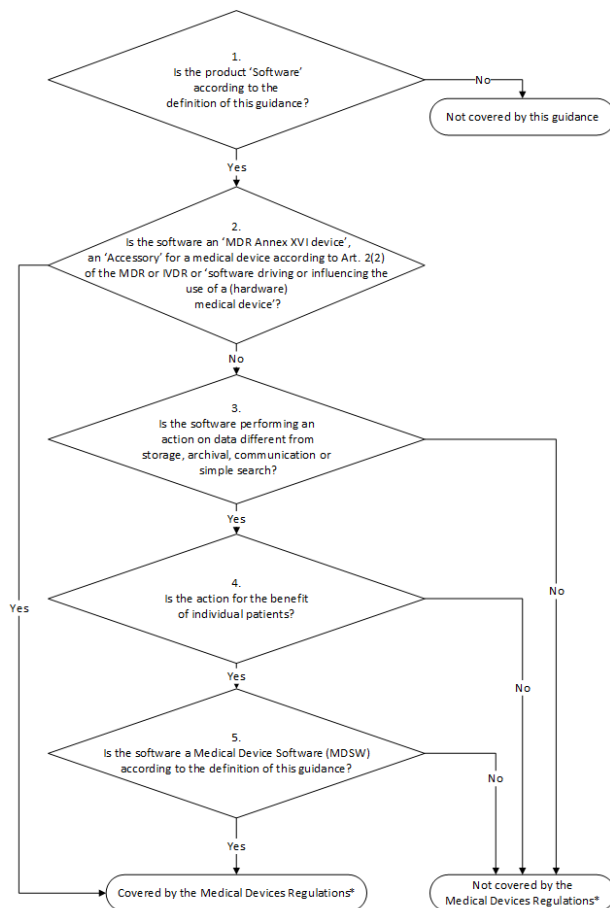 1.
Is the product ‘Software’
according to the
definition of this guidance?
No
Not covered by this guidance
Yes
2.
Is the software an ‘MDR Annex XVI device’,
an ‘Accessory’ for a medical device according to Art. 2(2)
of the MDR or IVDR or ‘software driving or influencing the
use of a (hardware)
medical device’?
No
3.
Is the software performing an
action on data different from
storage, archival, communication or
simple search?
Yes
4.
Is the action for the benefit
of individual patients?
Yes
No
No
Yes
5.
Is the software a Medical Device Software (MDSW)
according to the definition of this guidance?
No
Yes
Covered by the Medical Devices Regulations*
Not covered by the
Medical Devices Regulations*